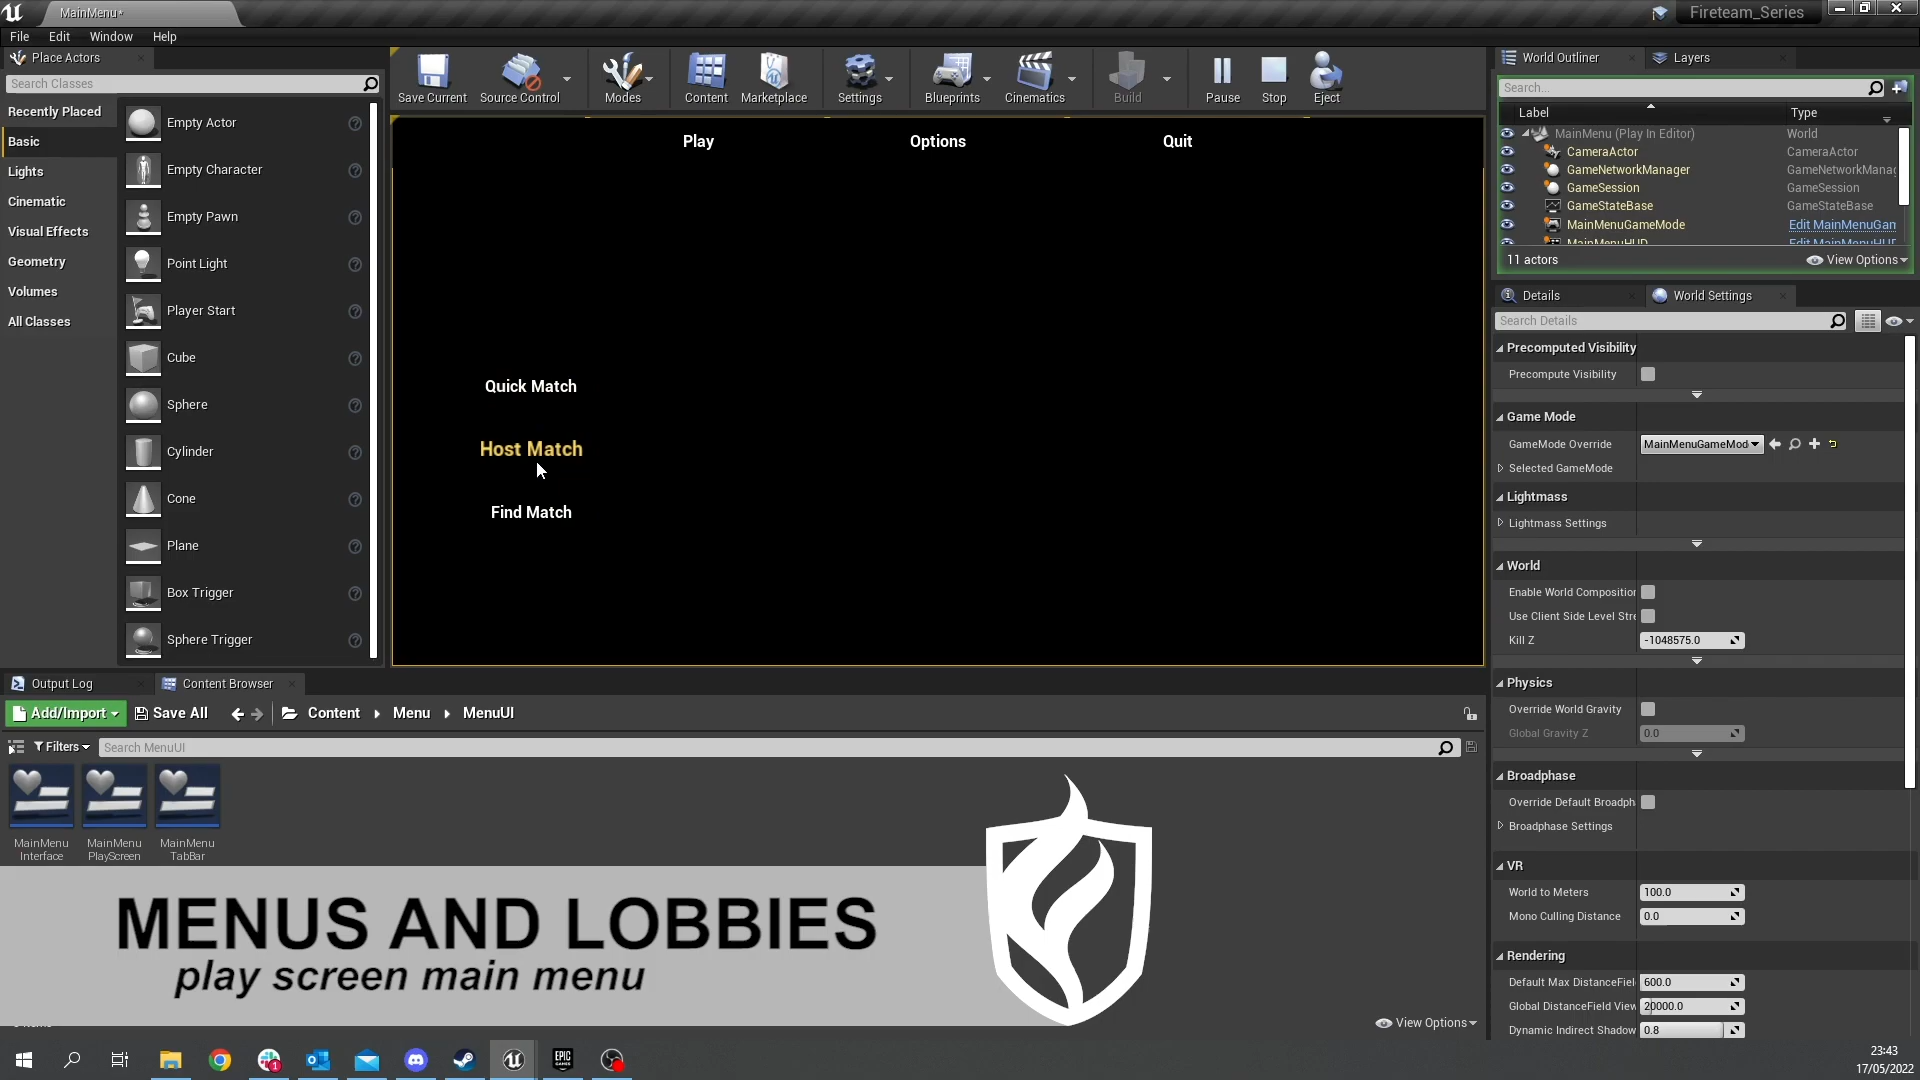 MainMenu*
Fireteam_Series
File Edit Window Help
Place Actors
Search Classes
Recently Placed
Basic
Lights
Cinematic
Visual Effects
Geometry
Volumes
All Classes
Empty Actor
Empty Character
Empty Pawn
Point Light
Player Start
Cube
Sphere
Cylinder
Cone
Plane
Box Trigger
Sphere Trigger
Save Current Source Control Modes Content Marketplace Settings Blueprints Cinematics Build Pause Stop Eject
Play Options Quit
Quick Match
Host Match
Find Match
World Outliner Layers
Search...
Label Type
MainMenu (Play In Editor) World
CameraActor CameraActor
GameNetworkManager GameNetworkManag
GameSession GameSession
GameStateBase GameStateBase
MainMenuGameMode Edit MainMenuGan
MainMenuHUD Edit MainMenuHUD
11 actors View Options
Details World Settings
Search Details
Precomputed Visibility
Precompute Visibility
Game Mode
GameMode Override MainMenuGameMod
Selected GameMode
Lightmass
Lightmass Settings
World
Enable World Composition
Use Client Side Level Stre
Kill Z -1048575.0
Physics
Override World Gravity
Global Gravity Z 0.0
Broadphase
Override Default Broadph
Broadphase Settings
VR
World to Meters 100.0
Mono Culling Distance 0.0
Rendering
Default Max DistanceFiel 600.0
Global DistanceField View 20000.0
Dynamic Indirect Shadow 0.8
Output Log Content Browser
Add/Import Save All Content Menu MenuUI
Filters Search MenuUI
MainMenu
Interface
MainMenu
PlayScreen
MainMenu
TabBar
MENUS AND LOBBIES
play screen main menu
View Options
1
EPIC
GAMES
23:43
17/05/2022